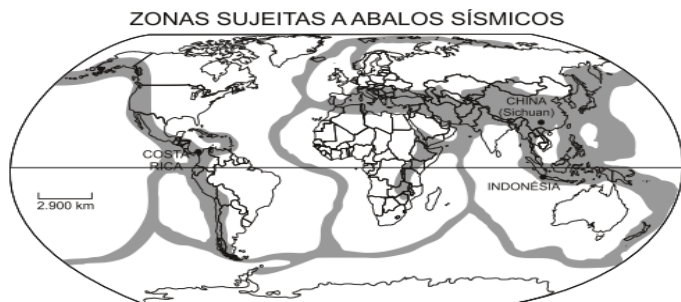 ZONAS SUJEITAS A ABALOS SÍSMICOS
CHINA
(Sichuan)
COSTA
RICA
INDONÉSIA
2.900 km